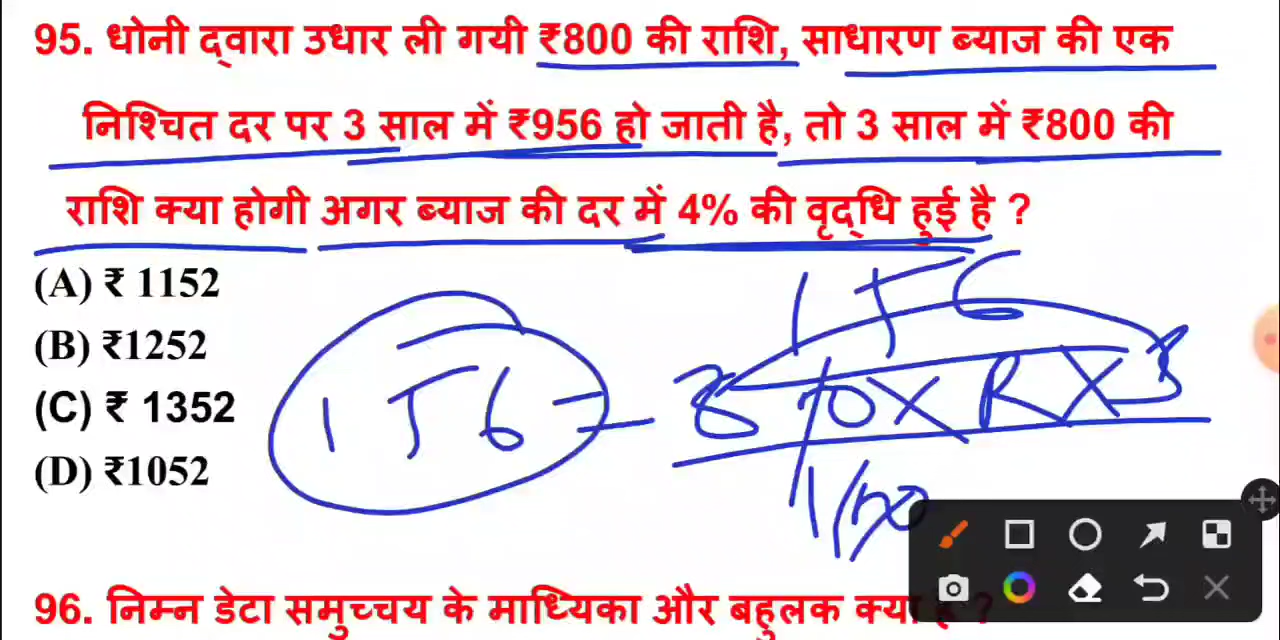 95. धोनी द्वारा उधार ली गयी ₹800 की राशि, साधारण ब्याज की एक
निश्चित दर पर 3 साल में ₹956 हो जाती है, तो 3 साल में ₹800 की
राशि क्या होगी अगर ब्याज की दर में 4% की वृद्धि हुई है ?
(A) ₹ 1152
(B) ₹1252
(C) ₹ 1352
(D) ₹1052
156
156 = 800 X R X 3
100
96. निम्न डेटा समुच्चय के माध्यिका और बहुलक क्या है ?